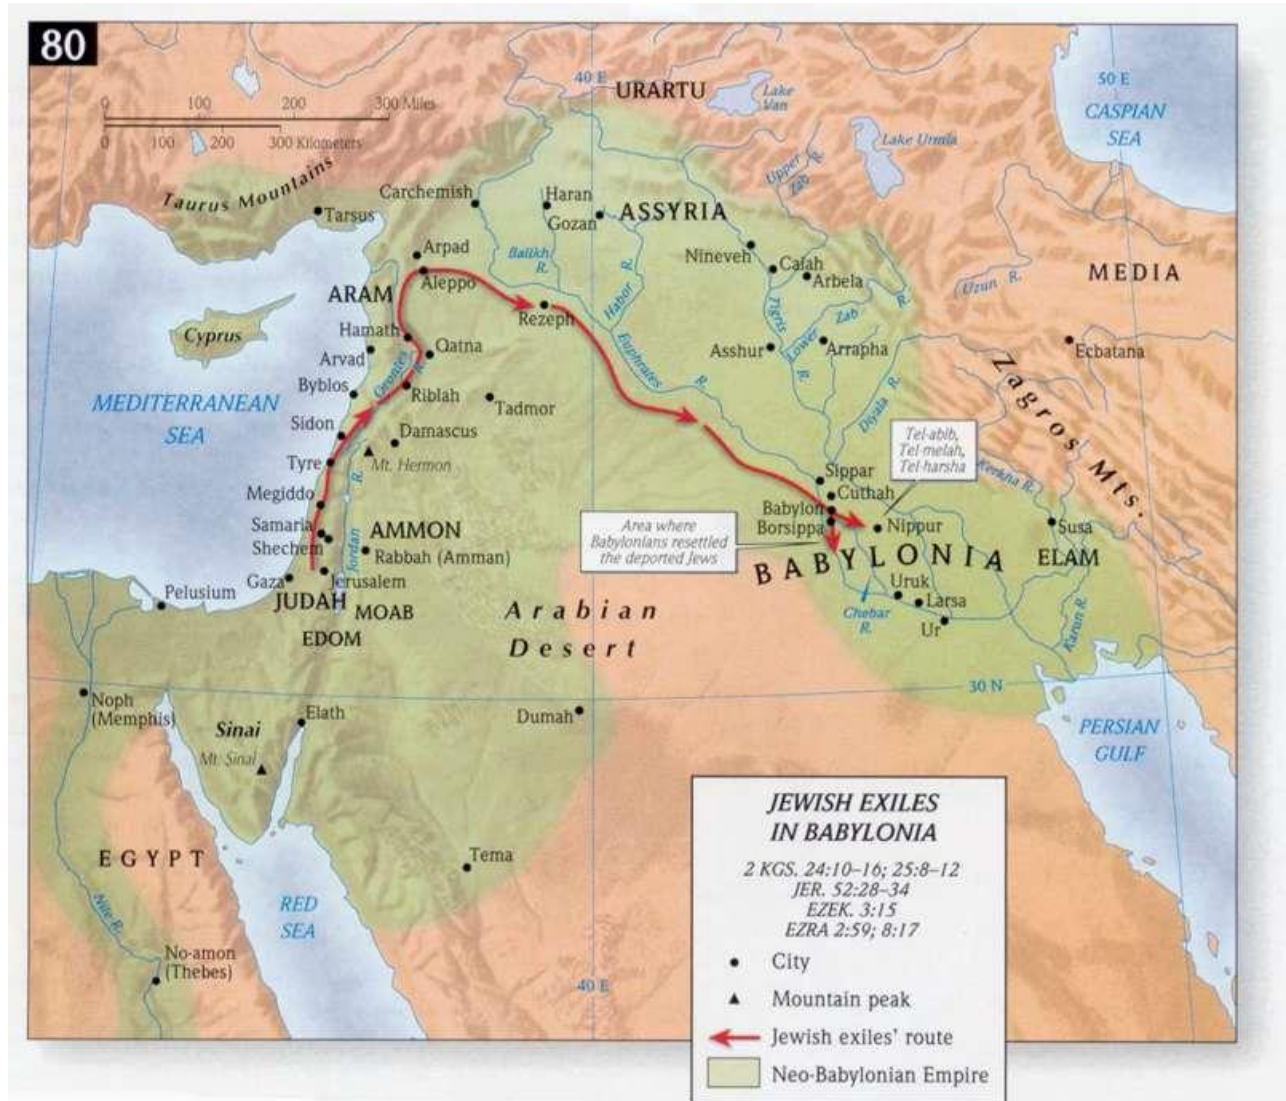 80
0 100 200 300 Miles
0 100 200 300 Kilometers
40 E
50 E
URARTU
Lake
Van
CASPIAN
SEA
Lake Urmia
Upper
Zab R.
Taurus Mountains
Tarsus
Carchemish
Haran
Gozan
ASSYRIA
Arpad
Aleppo
Balikh
R.
Habor R.
Nineveh
Calah
Arbela
Uzun R.
MEDIA
ARAM
Rezeph
Tigris
R.
Lower
Zab
R.
Cyprus
Hamath
Arvad
Qatna
Orontes
R.
Euphrates
R.
Asshur
Arrapha
Ecbatana
Byblos
Riblah
Tadmor
Diyala R.
Zagros Mts.
MEDITERRANEAN
SEA
Sidon
Damascus
Tyre
Mt. Hermon
Tel-abib,
Tel-melah,
Tel-harsha
Kerkha R.
Megiddo
Sippar
Cuthah
Samaria
Shechem
Jordan
R.
AMMON
Rabbah (Amman)
Area where
Babylonians resettled
the deported Jews
Babylon
Borsippa
Nippur
Susa
BABYLONIA
ELAM
Pelusium
Gaza
Jerusalem
JUDAH
MOAB
EDOM
Arabian
Desert
Uruk
Larsa
Ur
Chebar
R.
Karun R.
30 N
Noph
(Memphis)
Sinai
Mt. Sinai
Elath
Dumah
PERSIAN
GULF
EGYPT
Tema
Nile R.
RED
SEA
No-amon
(Thebes)
40 E
JEWISH EXILES
IN BABYLONIA
2 KGS. 24:10–16; 25:8–12
JER. 52:28–34
EZEK. 3:15
EZRA 2:59; 8:17
City
Mountain peak
Jewish exiles' route
Neo-Babylonian Empire